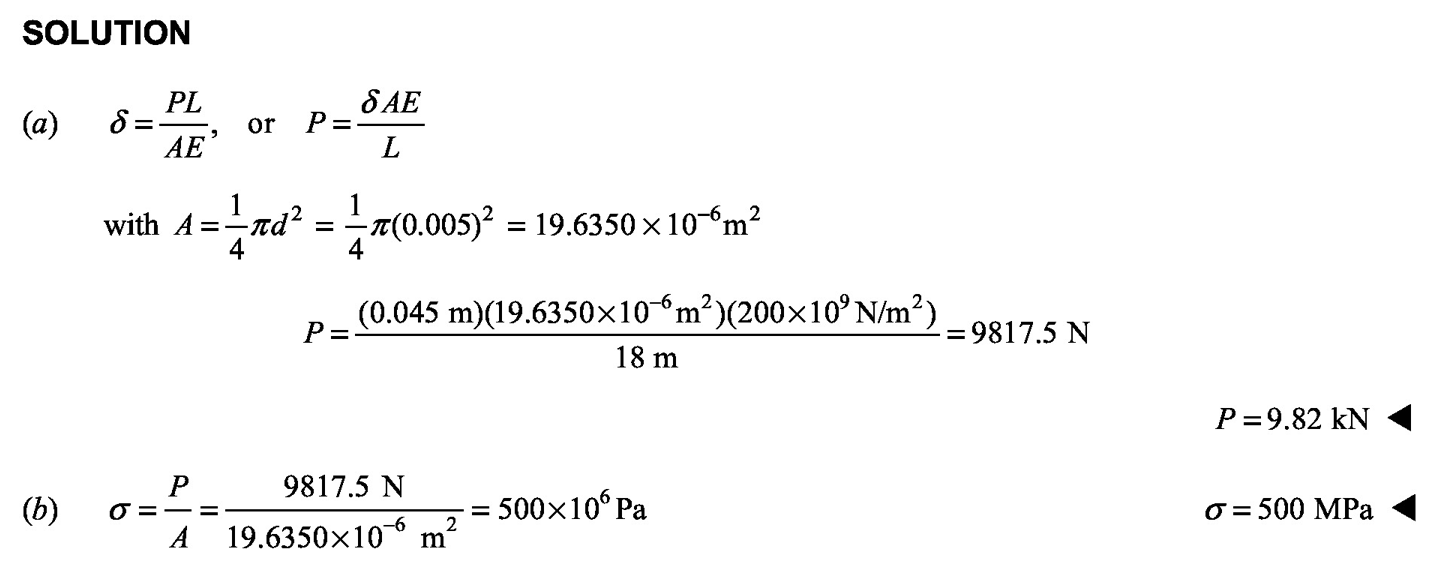 SOLUTION
(a) δ = PL/AE, or P = δAE/L
with A = 1/4 πd² = 1/4 π(0.005)² = 19.6350 × 10⁻⁶ m²
P = (0.045 m)(19.6350×10⁻⁶ m²)(200×10⁹ N/m²)/18 m = 9817.5 N
P = 9.82 kN ◀
(b) σ = P/A = 9817.5 N/19.6350×10⁻⁶ m² = 500×10⁶ Pa σ = 500 MPa ◀